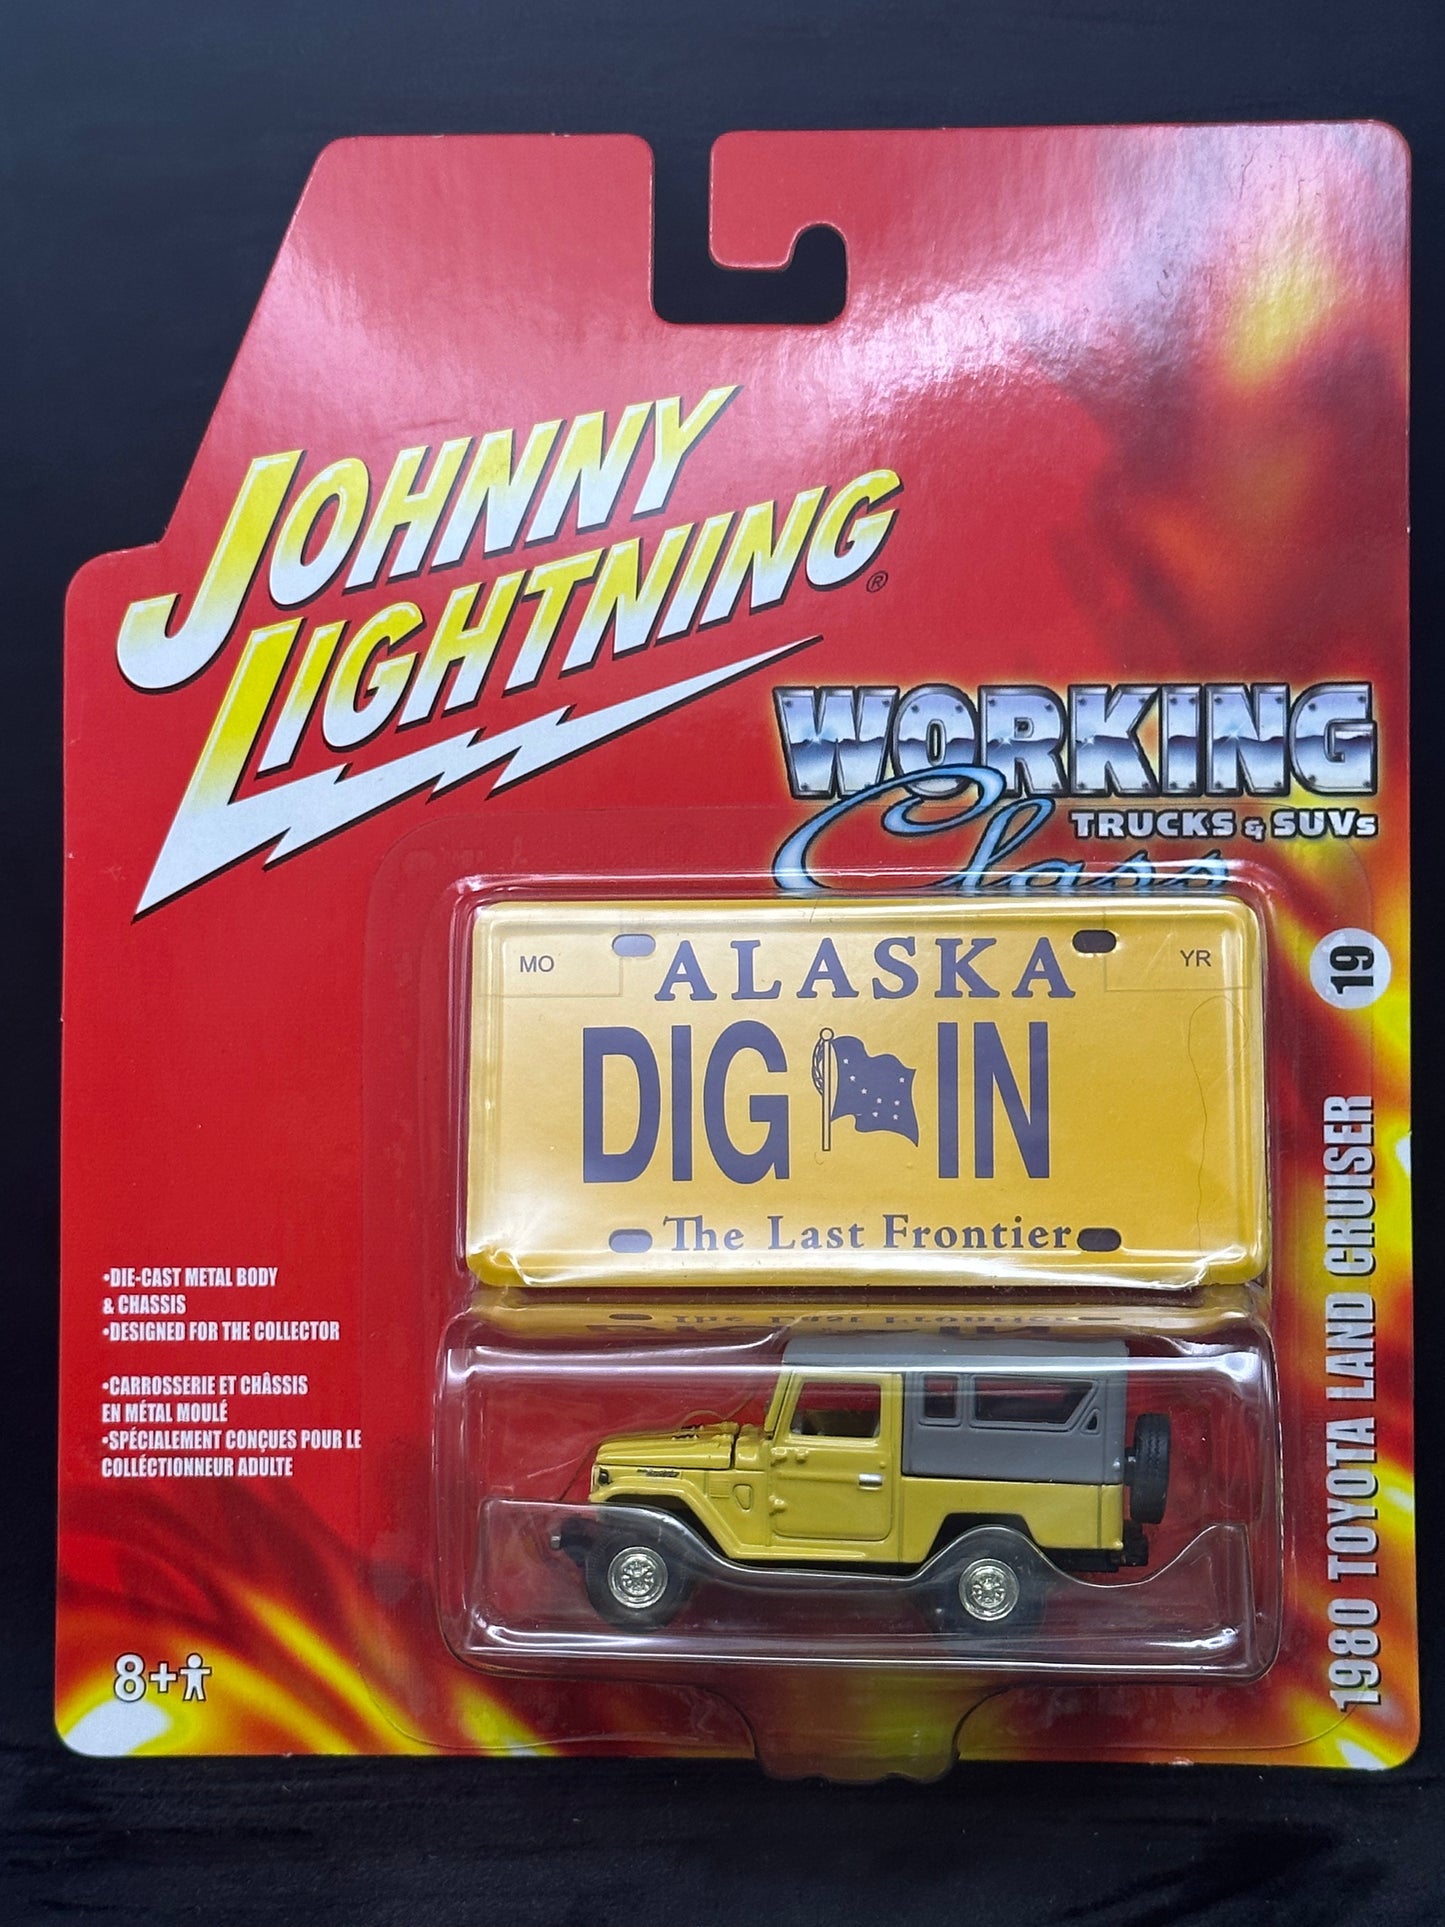 JOHNNY
LIGHTNING®
WORKING
Class
TRUCKS & SUVs
19
1980 TOYOTA LAND CRUISER
MO
ALASKA
YR
DIG IN
The Last Frontier
•DIE-CAST METAL BODY
& CHASSIS
•DESIGNED FOR THE COLLECTOR
•CARROSSERIE ET CHÂSSIS
EN MÉTAL MOULÉ
•SPÉCIALEMENT CONÇUES POUR LE
COLLÉCTIONNEUR ADULTE
8+